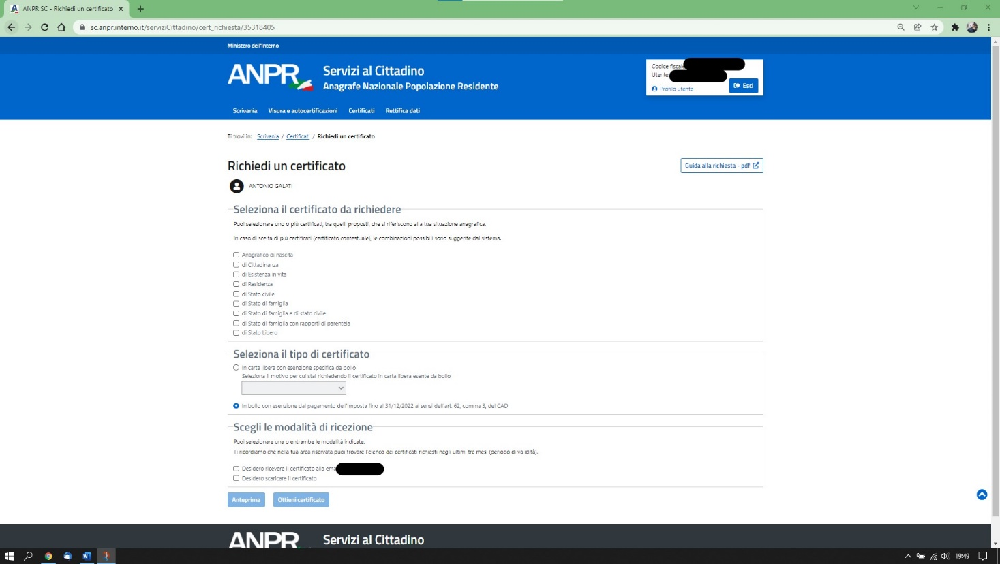 ANPR SC - Richiedi un certificato
sc.anpr.interno.it/serviziCittadino/cert_richiesta/35318405
Ministero dell'Interno
ANPR
Servizi al Cittadino
Anagrafe Nazionale Popolazione Residente
Codice fiscale
Utente:
Profilo utente
Esci
Scrivania
Visura e autocertificazioni
Certificati
Rettifica dati
Ti trovi in: Scrivania / Certificati / Richiedi un certificato
Richiedi un certificato
Guida alla richiesta - pdf
ANTONIO GALATI
Seleziona il certificato da richiedere
Puoi selezionare uno o più certificati, tra quelli proposti, che si riferiscono alla tua situazione anagrafica.
In caso di scelta di più certificati (certificato contestuale), le combinazioni possibili sono suggerite dal sistema.
Anagrafico di nascita
di Cittadinanza
di Esistenza in vita
di Residenza
di Stato civile
di Stato di famiglia
di Stato di famiglia e di stato civile
di Stato di famiglia con rapporti di parentela
di Stato Libero
Seleziona il tipo di certificato
In carta libera con esenzione specifica da bollo
Seleziona il motivo per cui stai richiedendo il certificato in carta libera esente da bollo
In bollo con esenzione dal pagamento dell'imposta fino al 31/12/2022 ai sensi dell'art. 62, comma 3, del CAD
Scegli le modalità di ricezione
Puoi selezionare una o entrambe le modalità indicate.
Ti ricordiamo che nella tua area riservata puoi trovare l'elenco dei certificati richiesti negli ultimi tre mesi (periodo di validità).
Desidero ricevere il certificato alla ema
Desidero scaricare il certificato
Anteprima
Ottieni certificato
ANPR
Servizi al Cittadino
19:49